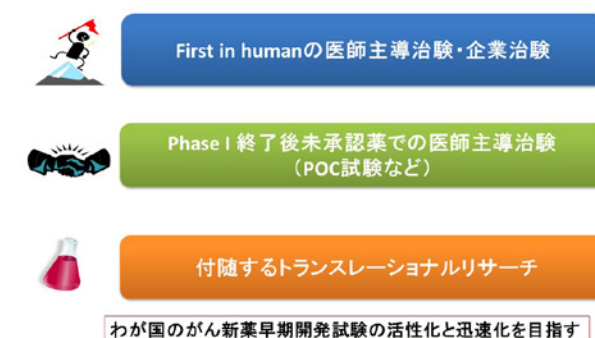 First in humanの医師主導治験・企業治験
Phase I 終了後未承認薬での医師主導治験
（POC試験など）
付随するトランスレーショナルリサーチ
わが国のがん新薬早期開発試験の活性化と迅速化を目指す